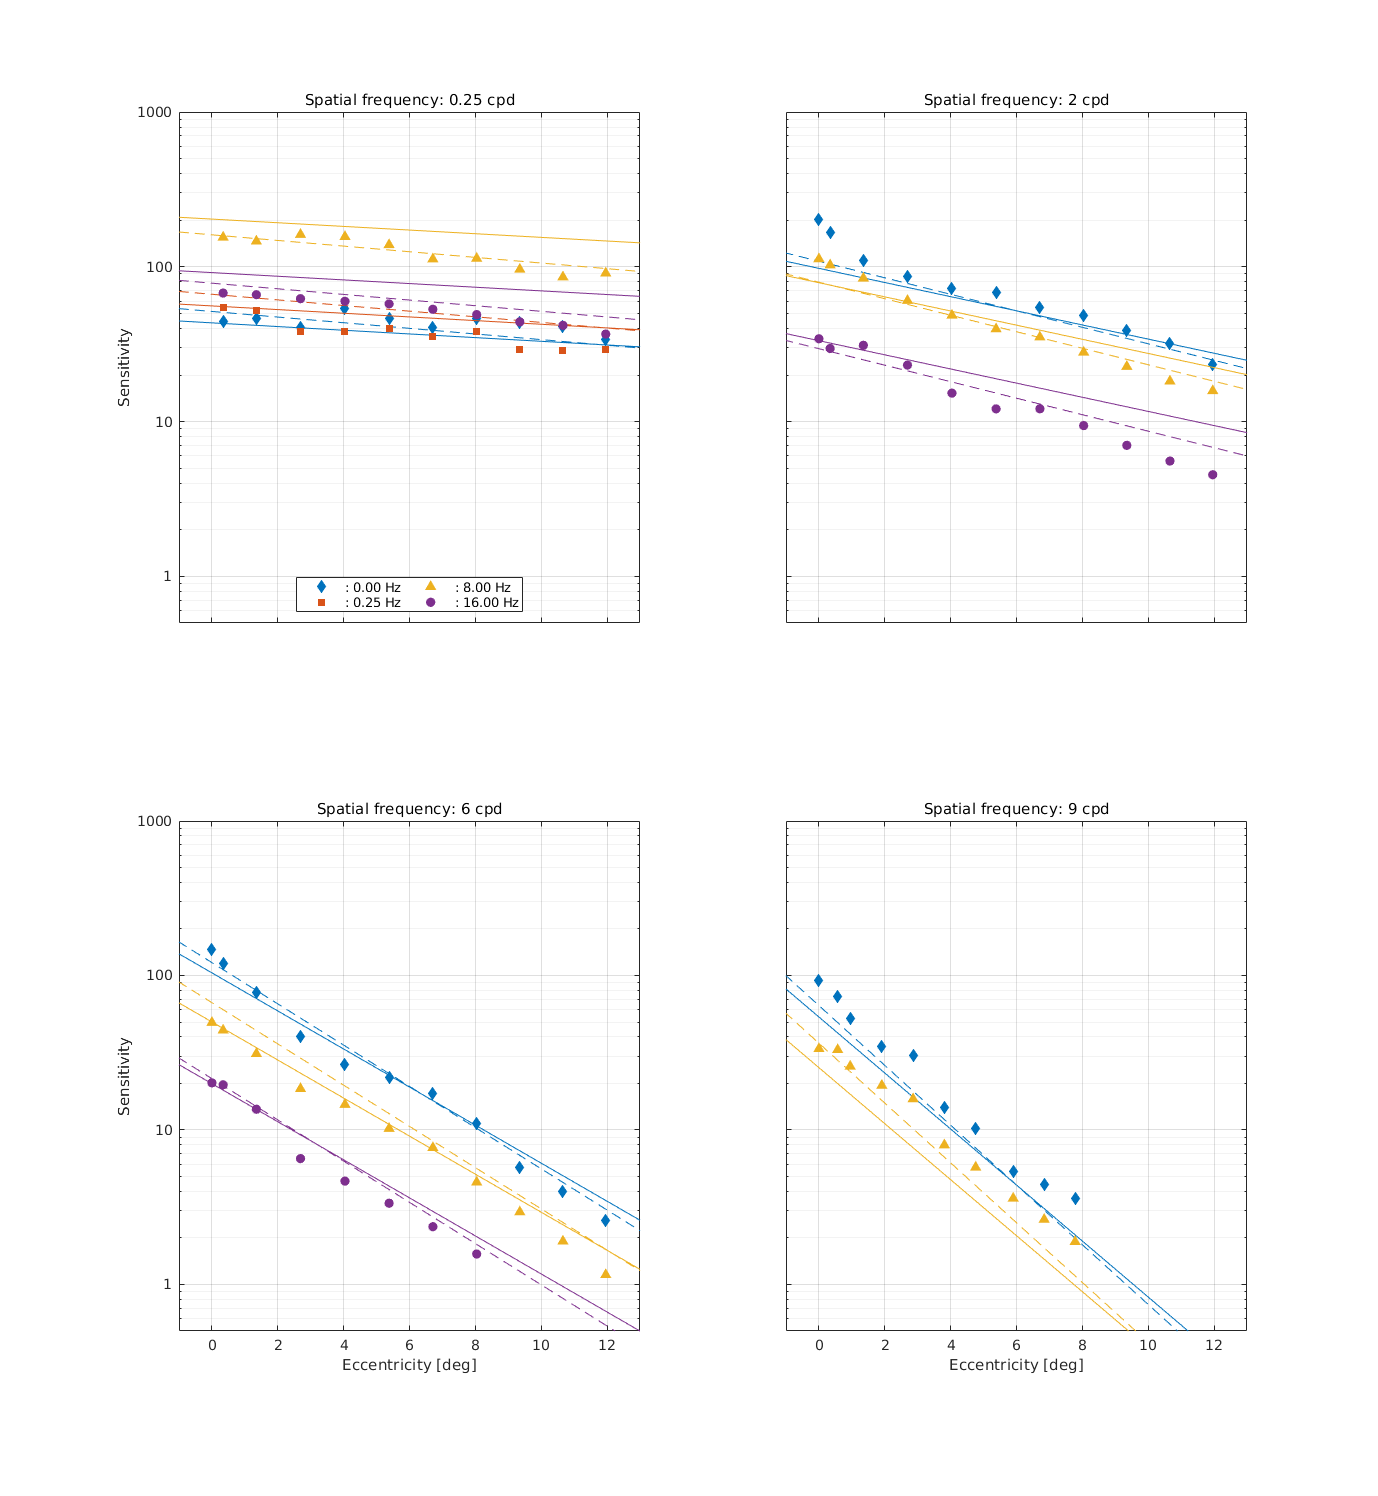 Spatial frequency: 0.25 cpd
Spatial frequency: 2 cpd
1000
100
10
1
Sensitivity
: 0.00 Hz
: 8.00 Hz
: 0.25 Hz
: 16.00 Hz
Spatial frequency: 6 cpd
Spatial frequency: 9 cpd
1000
100
10
1
Sensitivity
0 2 4 6 8 10 12
0 2 4 6 8 10 12
Eccentricity [deg]
Eccentricity [deg]